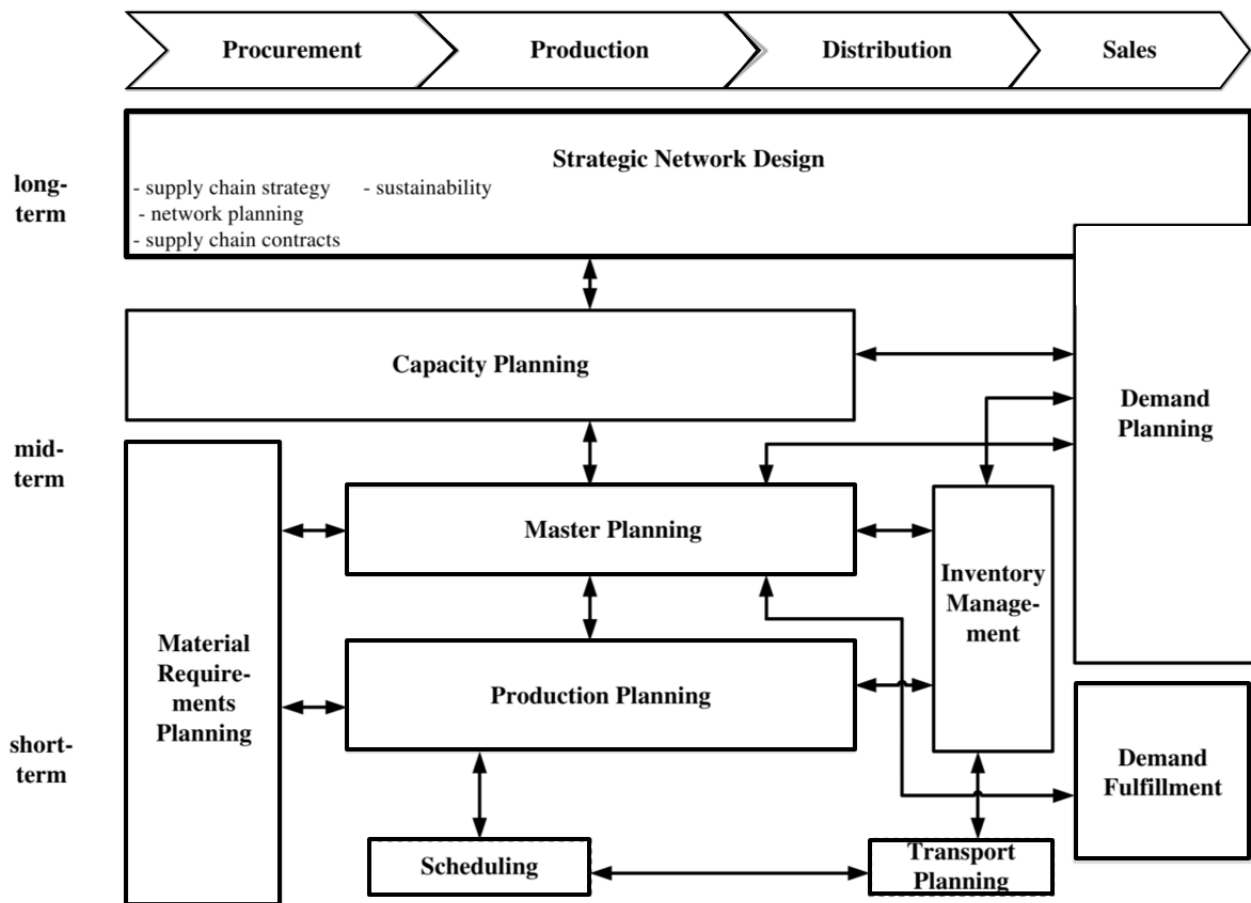 Procurement
Production
Distribution
Sales
long-
term
Strategic Network Design
- supply chain strategy
- sustainability
- network planning
- supply chain contracts
Capacity Planning
Demand
Planning
mid-
term
Master Planning
Inventory
Manage-
ment
Material
Require-
ments
Planning
Production Planning
short-
term
Demand
Fulfillment
Scheduling
Transport
Planning